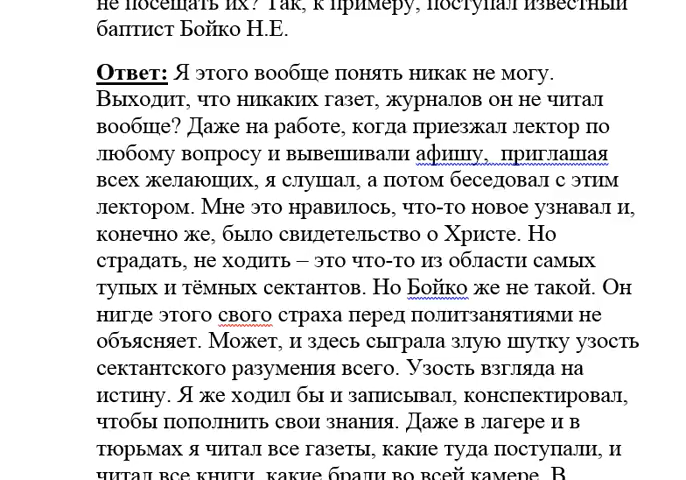 не посещать их? Так, к примеру, поступал известный
баптист Бойко Н.Е.
Ответ: Я этого вообще понять никак не могу.
Выходит, что никаких газет, журналов он не читал
вообще? Даже на работе, когда приезжал лектор по
любому вопросу и вывешивали афишу,  приглашая
всех желающих, я слушал, а потом беседовал с этим
лектором. Мне это нравилось, что-то новое узнавал и,
конечно же, было свидетельство о Христе. Но
страдать, не ходить – это что-то из области самых
тупых и тёмных сектантов. Но Бойко же не такой. Он
нигде этого свого страха перед политзанятиями не
объясняет. Может, и здесь сыграла злую шутку узость
сектантского разумения всего. Узость взгляда на
истину. Я же ходил бы и записывал, конспектировал,
чтобы пополнить свои знания. Даже в лагере и в
тюрьмах я читал все газеты, какие туда поступали, и
читал все книги, какие брали во всей камере. В